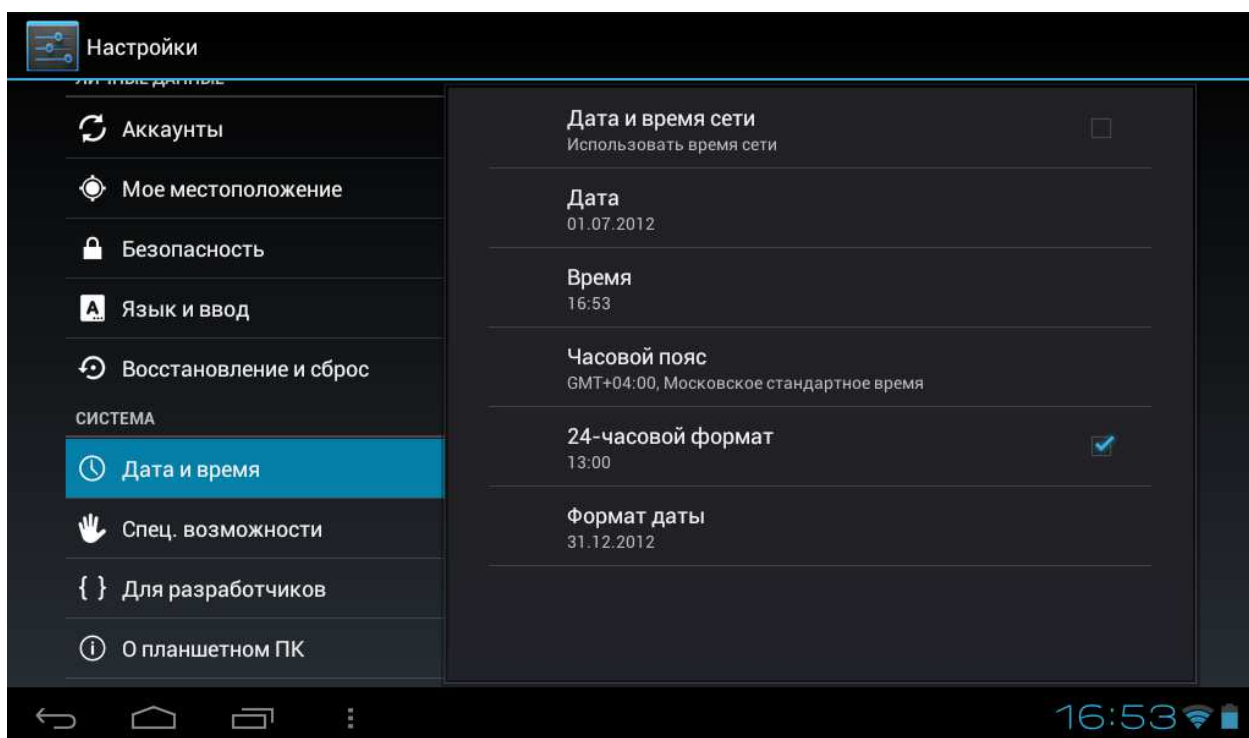 Настройки
ЛИЧНЫЕ ДАННЫЕ
Аккаунты
Мое местоположение
Безопасность
Язык и ввод
Восстановление и сброс
СИСТЕМА
Дата и время
Спец. возможности
{ } Для разработчиков
О планшетном ПК
Дата и время сети
Использовать время сети
Дата
01.07.2012
Время
16:53
Часовой пояс
GMT+04:00, Московское стандартное время
24-часовой формат
13:00
Формат даты
31.12.2012
16:53